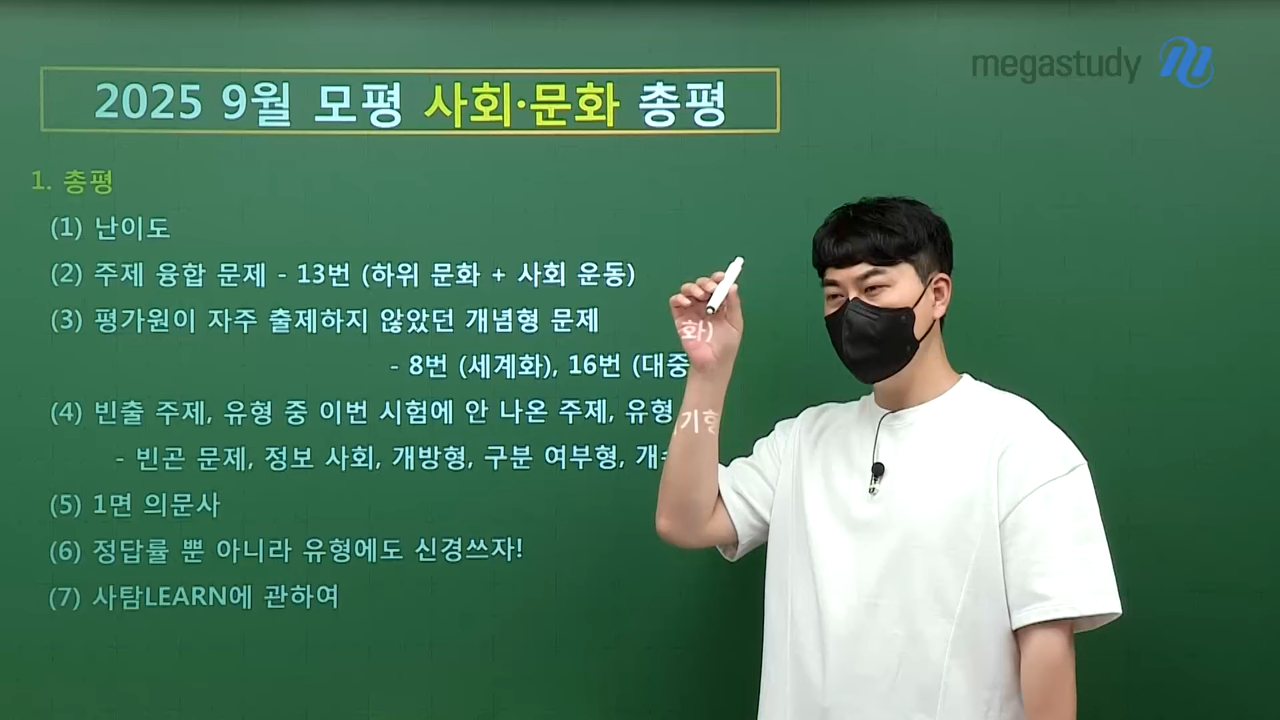 megastudy
2025 9월 모평 사회·문화 총평
1. 총평
(1) 난이도
(2) 주제 융합 문제 - 13번 (하위 문화 + 사회 운동)
(3) 평가원이 자주 출제하지 않았던 개념형 문제
- 8번 (세계화), 16번 (대중화)
(4) 빈출 주제, 유형 중 이번 시험에 안 나온 주제, 유형
- 빈곤 문제, 정보 사회, 개방형, 구분 여부형,
(5) 1면 의문사
(6) 정답률 뿐 아니라 유형에도 신경쓰자!
(7) 사탐LEARN에 관하여